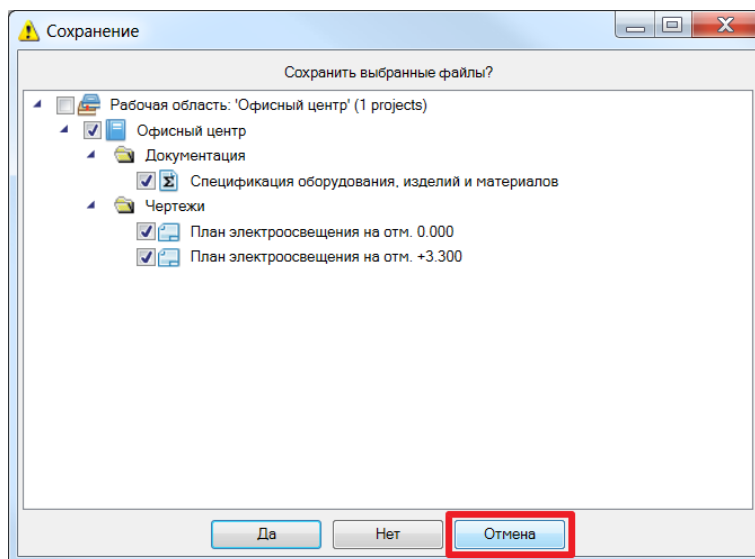 Сохранение
Сохранить выбранные файлы?
Рабочая область: 'Офисный центр' (1 projects)
Офисный центр
Документация
Спецификация оборудования, изделий и материалов
Чертежи
План электроосвещения на отм. 0.000
План электроосвещения на отм. +3.300
Да Нет Отмена